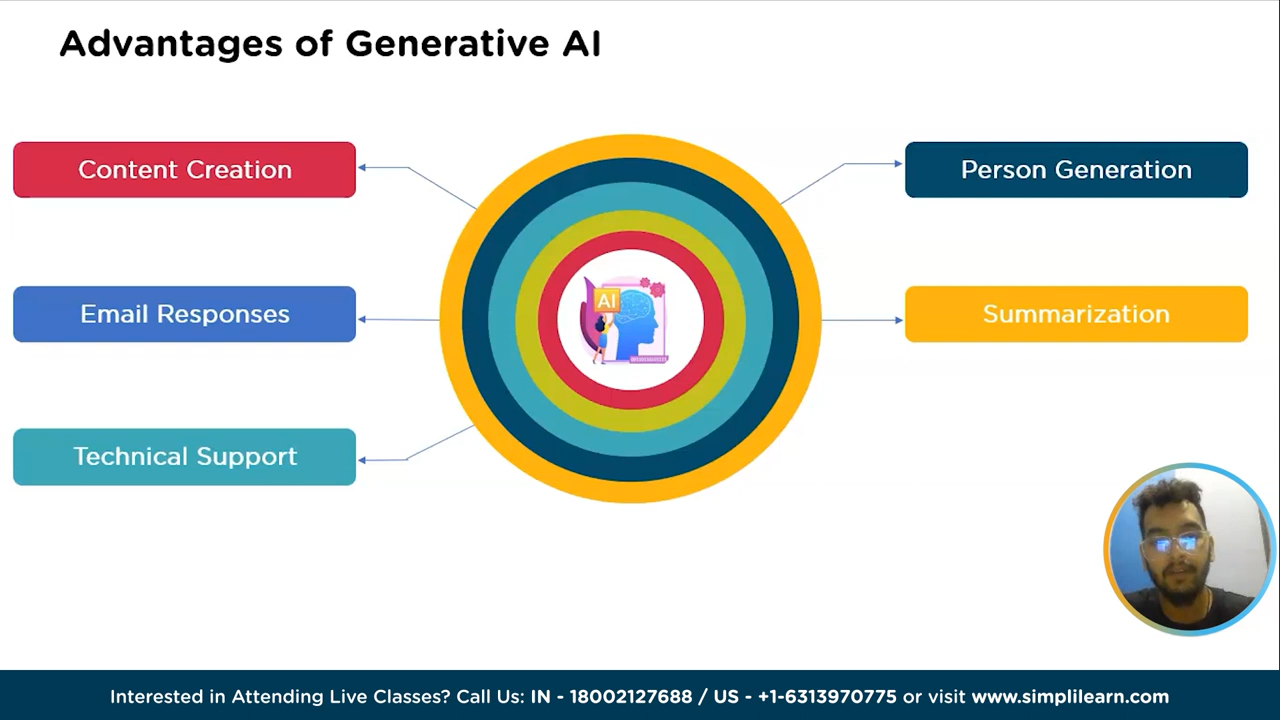 Advantages of Generative AI
Content Creation
Person Generation
AI
Email Responses
Summarization
Technical Support
Interested in Attending Live Classes? Call Us: IN - 18002127688 / US - +1-6313970775 or visit www.simplilearn.com